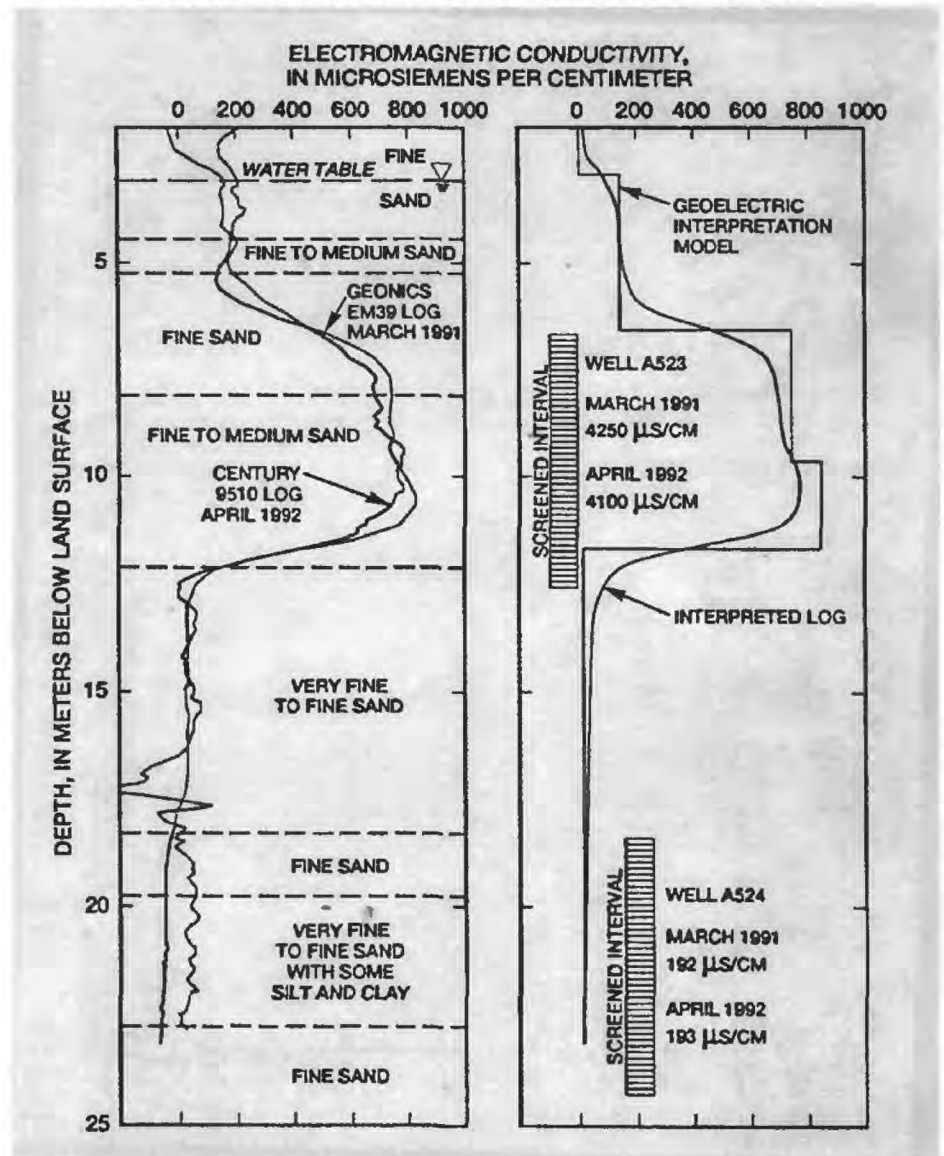 ELECTROMAGNETIC CONDUCTIVITY,
IN MICROSIEMENS PER CENTIMETER
0 200 600 800 1000
0 200 600 800 1000
DEPTH, IN METERS BELOW LAND SURFACE
5
10
15
20
25
FINE
WATER TABLE
SAND
FINE TO MEDIUM SAND
GEONICS
EM39 LOG
MARCH 1991
FINE SAND
FINE TO MEDIUM SAND
CENTURY
9510 LOG
APRIL 1992
VERY FINE
TO FINE SAND
FINE SAND
VERY FINE
TO FINE SAND
WITH SOME
SILT AND CLAY
FINE SAND
GEOELECTRIC
INTERPRETATION
MODEL
SCREENED INTERVAL
WELL A523
MARCH 1991
4250 µS/CM
APRIL 1992
4100 µS/CM
INTERPRETED LOG
SCREENED INTERVAL
WELL A524
MARCH 1991
192 µS/CM
APRIL 1992
193 µS/CM